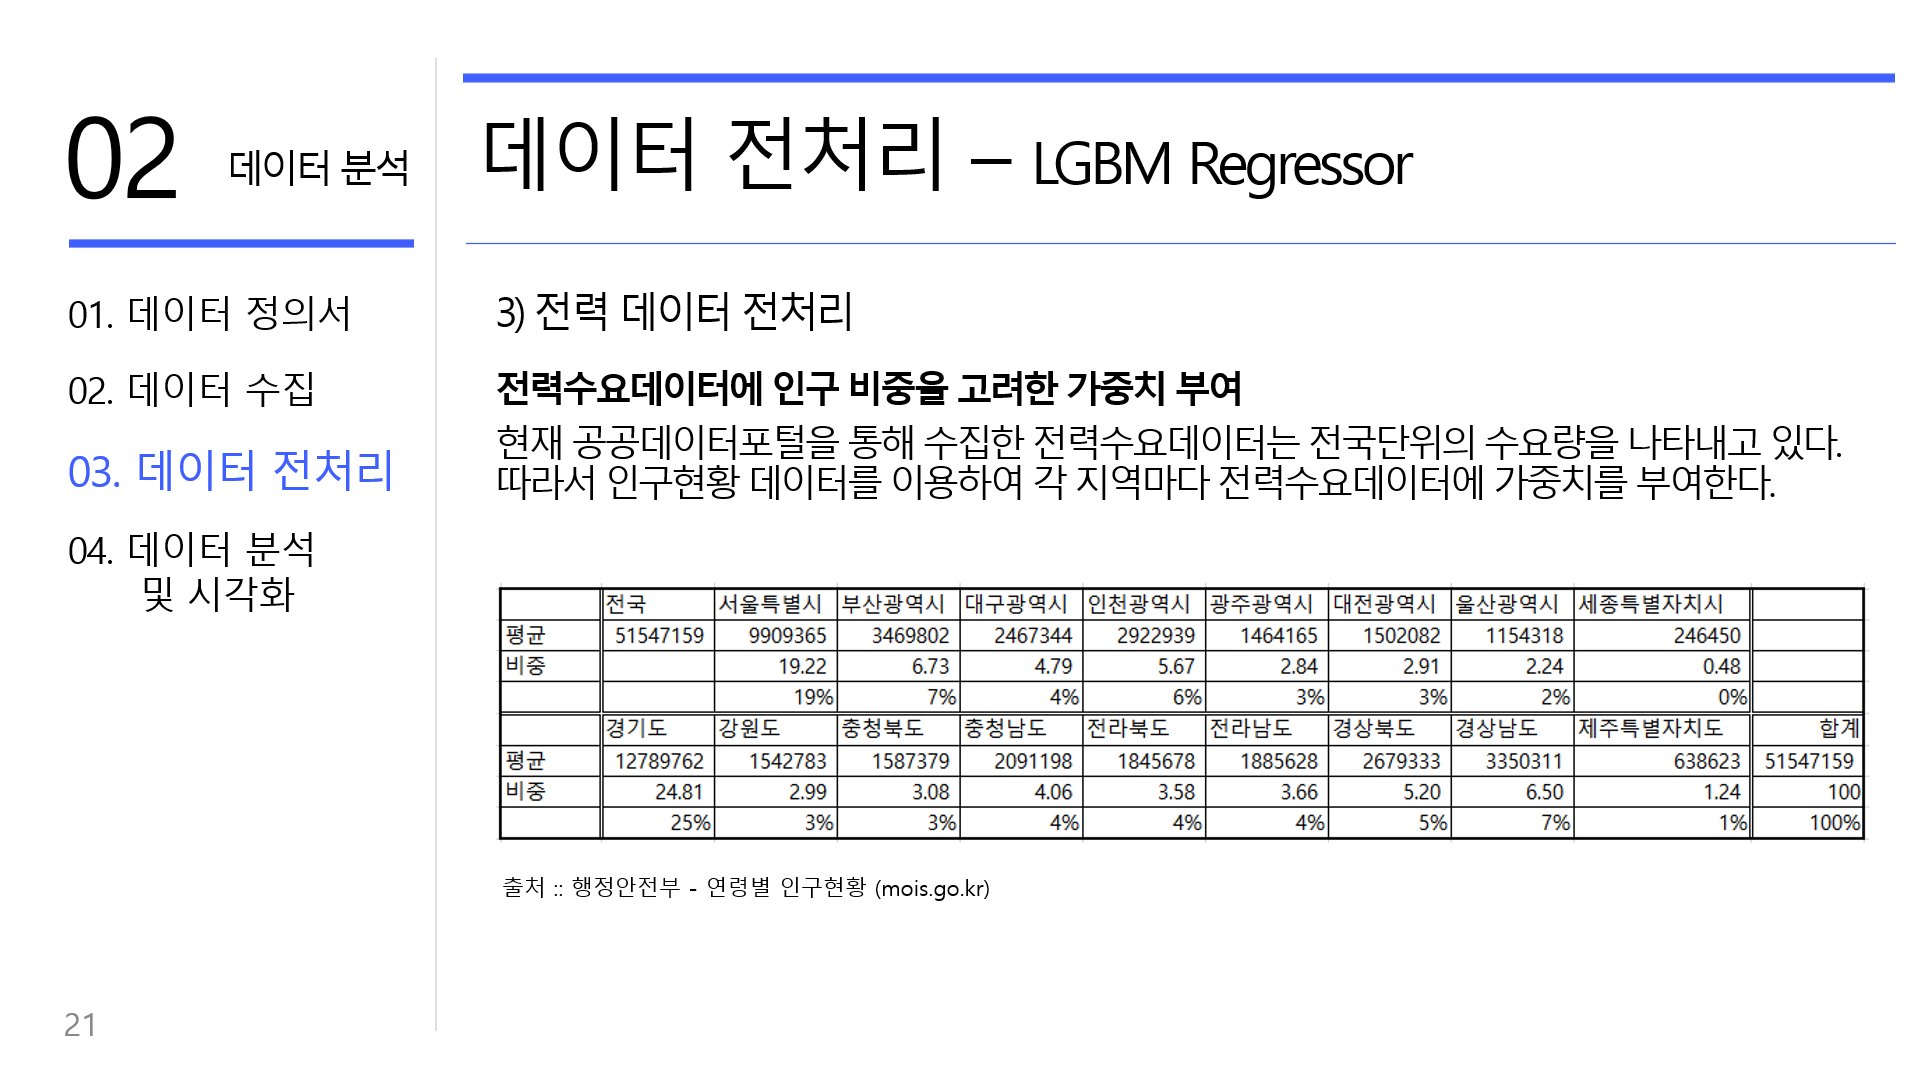 02 데이터 분석
01. 데이터 정의서
02. 데이터 수집
03. 데이터 전처리
04. 데이터 분석
및 시각화
데이터 전처리 – LGBM Regressor
3) 전력 데이터 전처리
전력수요데이터에 인구 비중을 고려한 가중치 부여
현재 공공데이터포털을 통해 수집한 전력수요데이터는 전국단위의 수요량을 나타내고 있다.
따라서 인구현황 데이터를 이용하여 각 지역마다 전력수요데이터에 가중치를 부여한다.
전국 서울특별시 부산광역시 대구광역시 인천광역시 광주광역시 대전광역시 울산광역시 세종특별자치시
평균 51547159 9909365 3469802 2467344 2922939 1464165 1502082 1154318 246450
비중 19.22 6.73 4.79 5.67 2.84 2.91 2.24 0.48
19% 7% 4% 6% 3% 3% 2% 0%
경기도 강원도 충청북도 충청남도 전라북도 전라남도 경상북도 경상남도 제주특별자치도 합계
평균 12789762 1542783 1587379 2091198 1845678 1885628 2679333 3350311 638623 51547159
비중 24.81 2.99 3.08 4.06 3.58 3.66 5.20 6.50 1.24 100
25% 3% 3% 4% 4% 4% 5% 7% 1% 100%
출처 :: 행정안전부 - 연령별 인구현황 (mois.go.kr)
21